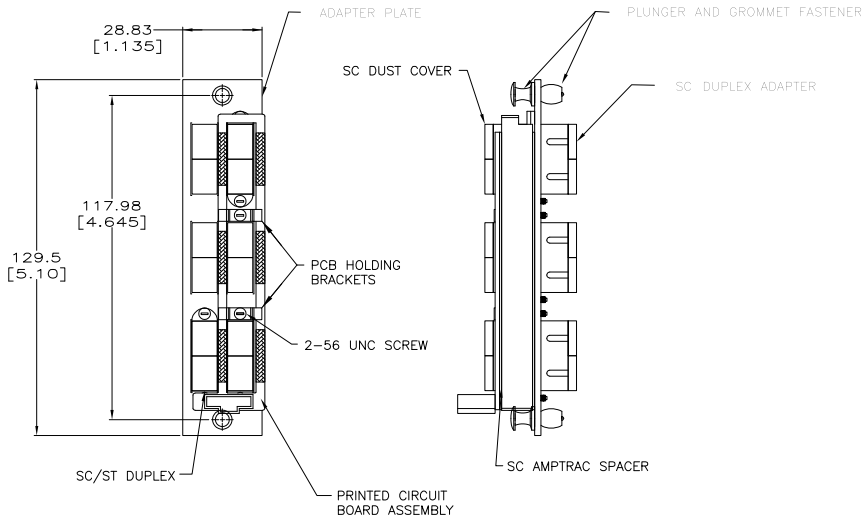 28.83
[1.135]
ADAPTER PLATE
PLUNGER AND GROMMET FASTENER
SC DUST COVER
SC DUPLEX ADAPTER
117.98
[4.645]
129.5
[5.10]
PCB HOLDING
BRACKETS
2-56 UNC SCREW
SC/ST DUPLEX
SC AMPTRAC SPACER
PRINTED CIRCUIT
BOARD ASSEMBLY